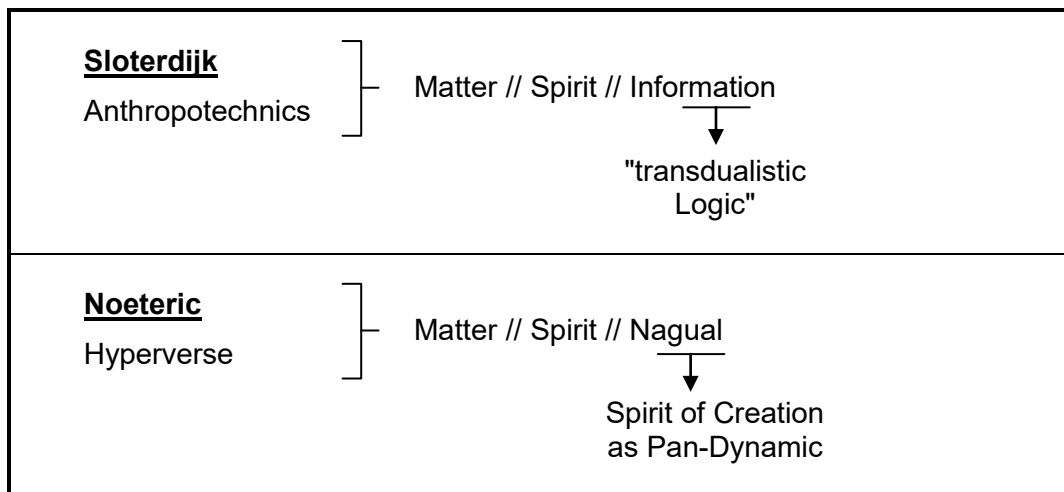 Sloterdijk
Anthropotechnics
Matter // Spirit // Information
"transdualistic
Logic"
Noeteric
Hyperverse
Matter // Spirit // Nagual
Spirit of Creation
as Pan-Dynamic